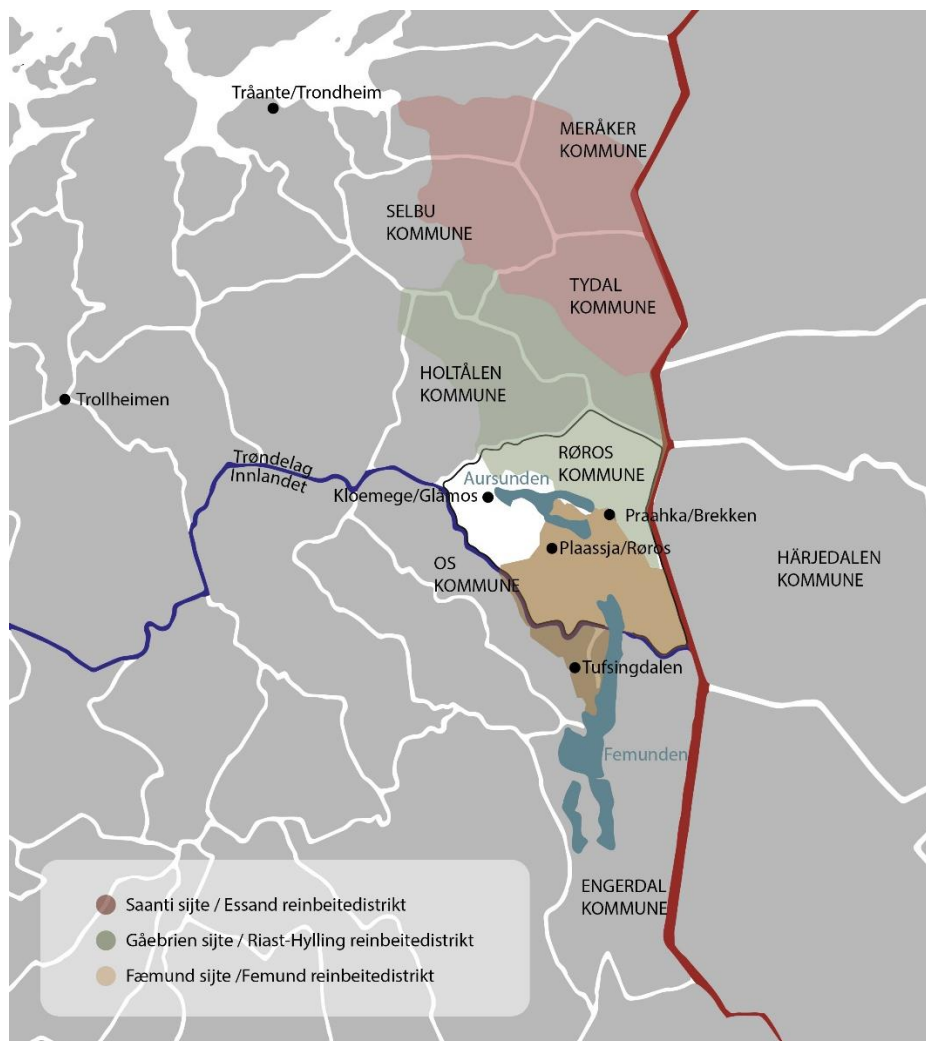 Tråante/Trondheim
MERÅKER
KOMMUNE
SELBU
KOMMUNE
TYDAL
KOMMUNE
HOLTÅLEN
KOMMUNE
Trollheimen
RØROS
KOMMUNE
Trøndelag
Innlandet
Aursunden
Kloemege/Glåmos
Praahka/Brekken
Plaassja/Røros
OS
KOMMUNE
HÄRJEDALEN
KOMMUNE
Tufsingdalen
Femunden
ENGERDAL
KOMMUNE
Saanti sijte / Essand reinbeitedistrikt
Gåebrien sijte / Riast-Hylling reinbeitedistrikt
Fæmund sijte /Femund reinbeitedistrikt